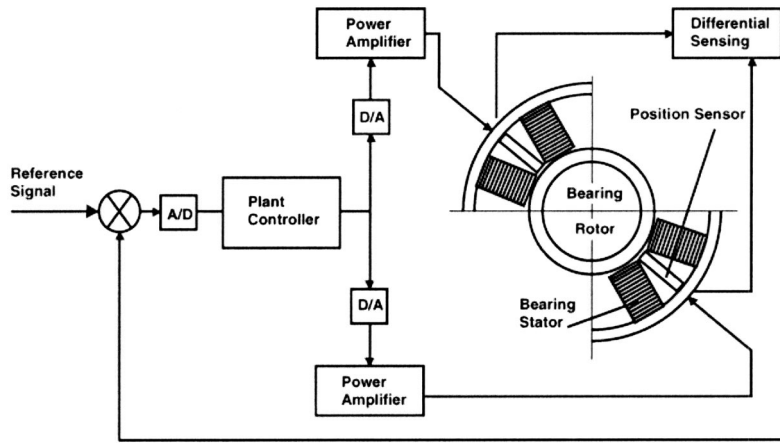 Power
Amplifier
Differential
Sensing
D/A
Position Sensor
Reference
Signal
A/D
Plant
Controller
Bearing
Rotor
D/A
Bearing
Stator
Power
Amplifier